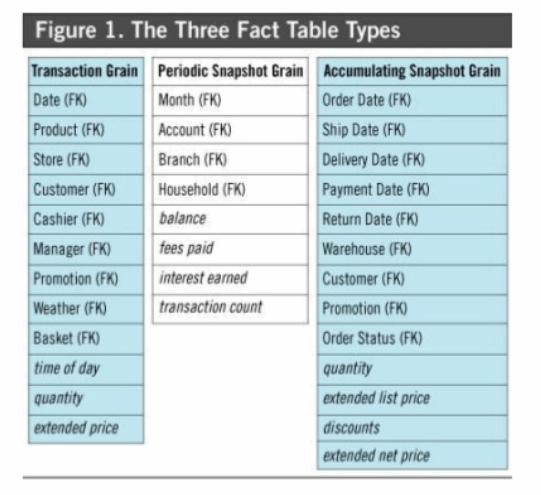 Figure 1. The Three Fact Table Types
Transaction Grain
Date (FK)
Product (FK)
Store (FK)
Customer (FK)
Cashier (FK)
Manager (FK)
Promotion (FK)
Weather (FK)
Basket (FK)
time of day
quantity
extended price
Periodic Snapshot Grain
Month (FK)
Account (FK)
Branch (FK)
Household (FK)
balance
fees paid
interest earned
transaction count
Accumulating Snapshot Grain
Order Date (FK)
Ship Date (FK)
Delivery Date (FK)
Payment Date (FK)
Return Date (FK)
Warehouse (FK)
Customer (FK)
Promotion (FK)
Order Status (FK)
quantity
extended list price
discounts
extended net price